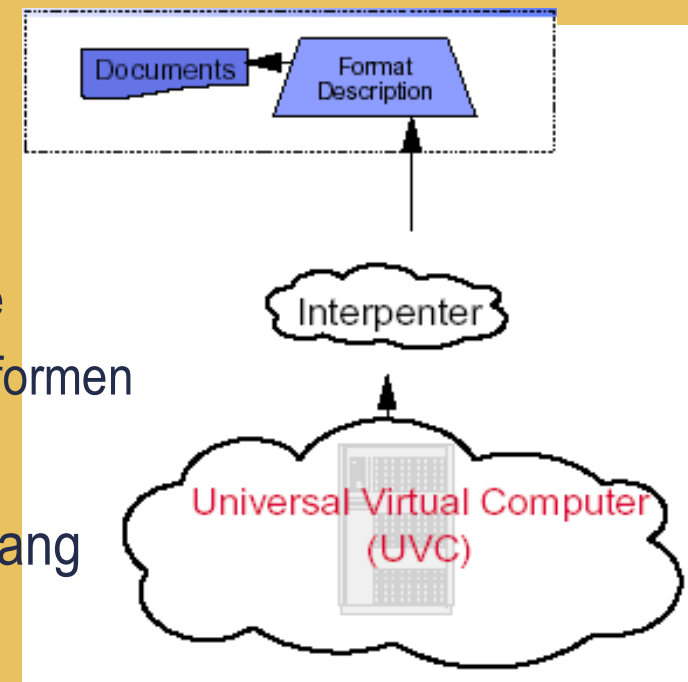 Documents
Format
Description
Interpenter
e
formen
ang
Universal Virtual Computer
(UVC)